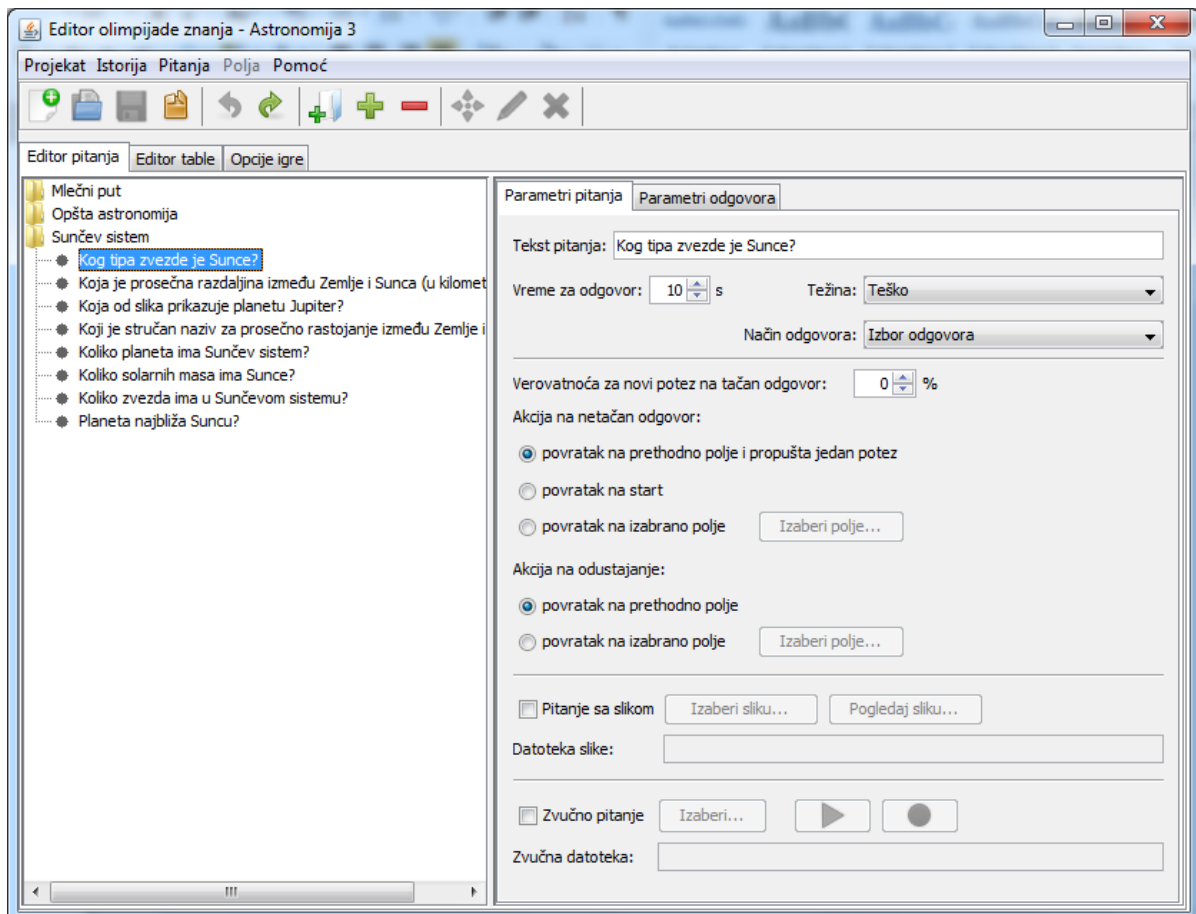 Editor olimpijade znanja - Astronomija 3
Projekat Istorija Pitanja Polja Pomoć
Editor pitanja Editor table Opcije igre
Mlečni put
Opšta astronomija
Sunčev sistem
Kog tipa zvezde je Sunce?
Koja je prosečna razdaljina između Zemlje i Sunca (u kilomet
Koja od slika prikazuje planetu Jupiter?
Koji je stručan naziv za prosečno rastojanje između Zemlje i
Koliko planeta ima Sunčev sistem?
Koliko solarnih masa ima Sunce?
Koliko zvezda ima u Sunčevom sistemu?
Planeta najbliža Suncu?
Parametri pitanja Parametri odgovora
Tekst pitanja: Kog tipa zvezde je Sunce?
Vreme za odgovor: 10 s Težina: Teško
Način odgovora: Izbor odgovora
Verovatnoća za novi potez na tačan odgovor: 0 %
Akcija na netačan odgovor:
povratak na prethodno polje i propušta jedan potez
povratak na start
povratak na izabrano polje Izaberi polje...
Akcija na odustajanje:
povratak na prethodno polje
povratak na izabrano polje Izaberi polje...
Pitanje sa slikom Izaberi sliku... Pogledaj sliku...
Datoteka slike:
Zvučno pitanje Izaberi...
Zvučna datoteka: